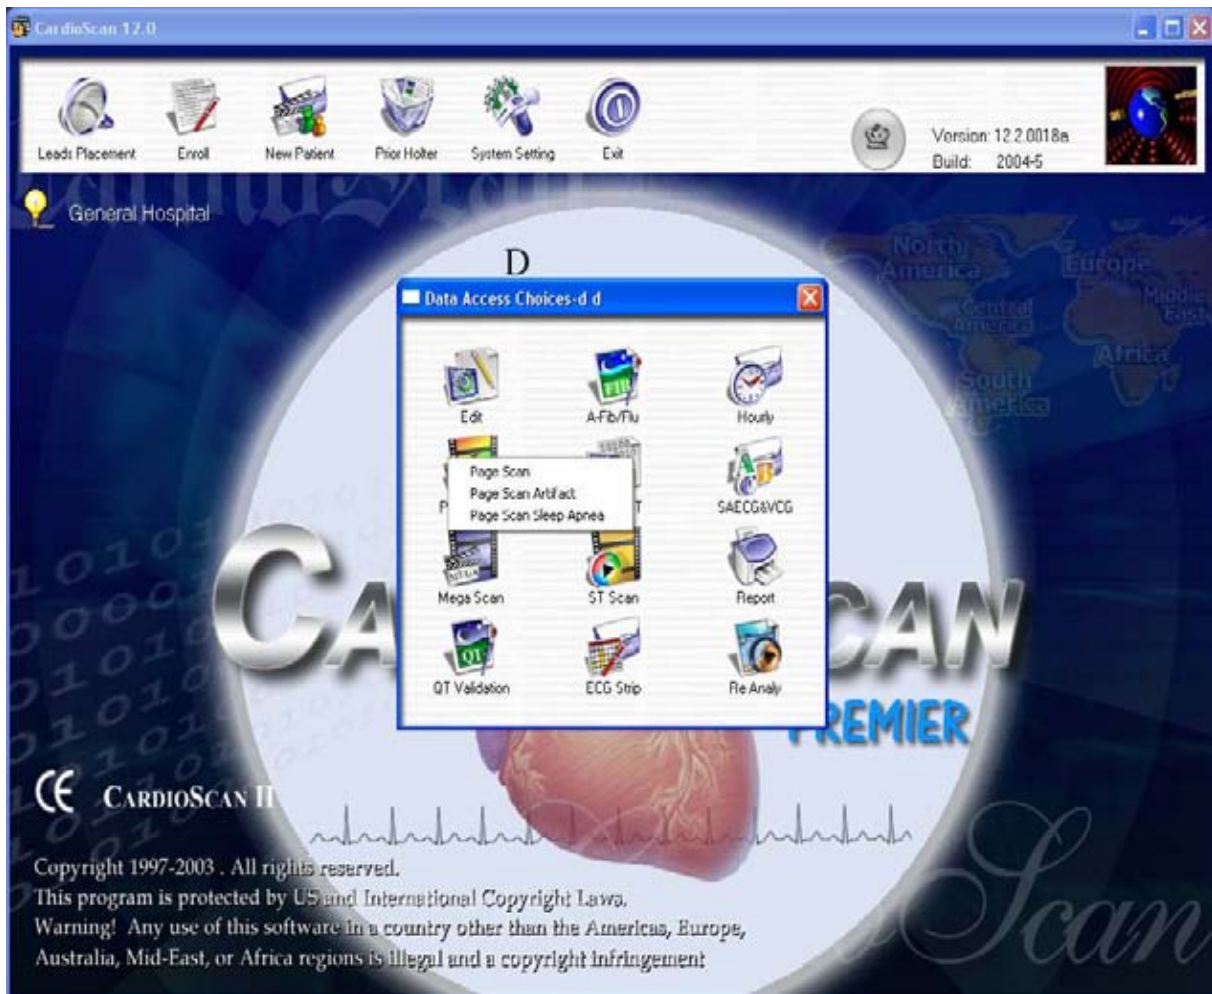 CardioScan 12.0
Leads Placement
Enroll
New Patient
Prior Holter
System Setting
Exit
Version: 12.2.0018a
Build: 2004-5
CardioScan
General Hospital
North America
Europe
Middle East
Central America
Africa
South America
D
Data Access Choices-d d
FIB
Edit
A-Fib/Flu
Hourly
Page Scan
Page Scan Artifact
Page Scan Sleep Apnea
P
T
A
B
SAECG&VCG
MEGA
Mega Scan
ST Scan
Report
QT
QT Validation
ECG Strip
Re Analy
CA
CAN
PREMIER
CE CARDIOSCAN II
Scan
Copyright 1997-2003 . All rights reserved.
This program is protected by US and International Copyright Laws.
Warning! Any use of this software in a country other than the Americas, Europe,
Australia, Mid-East, or Africa regions is illegal and a copyright infringement